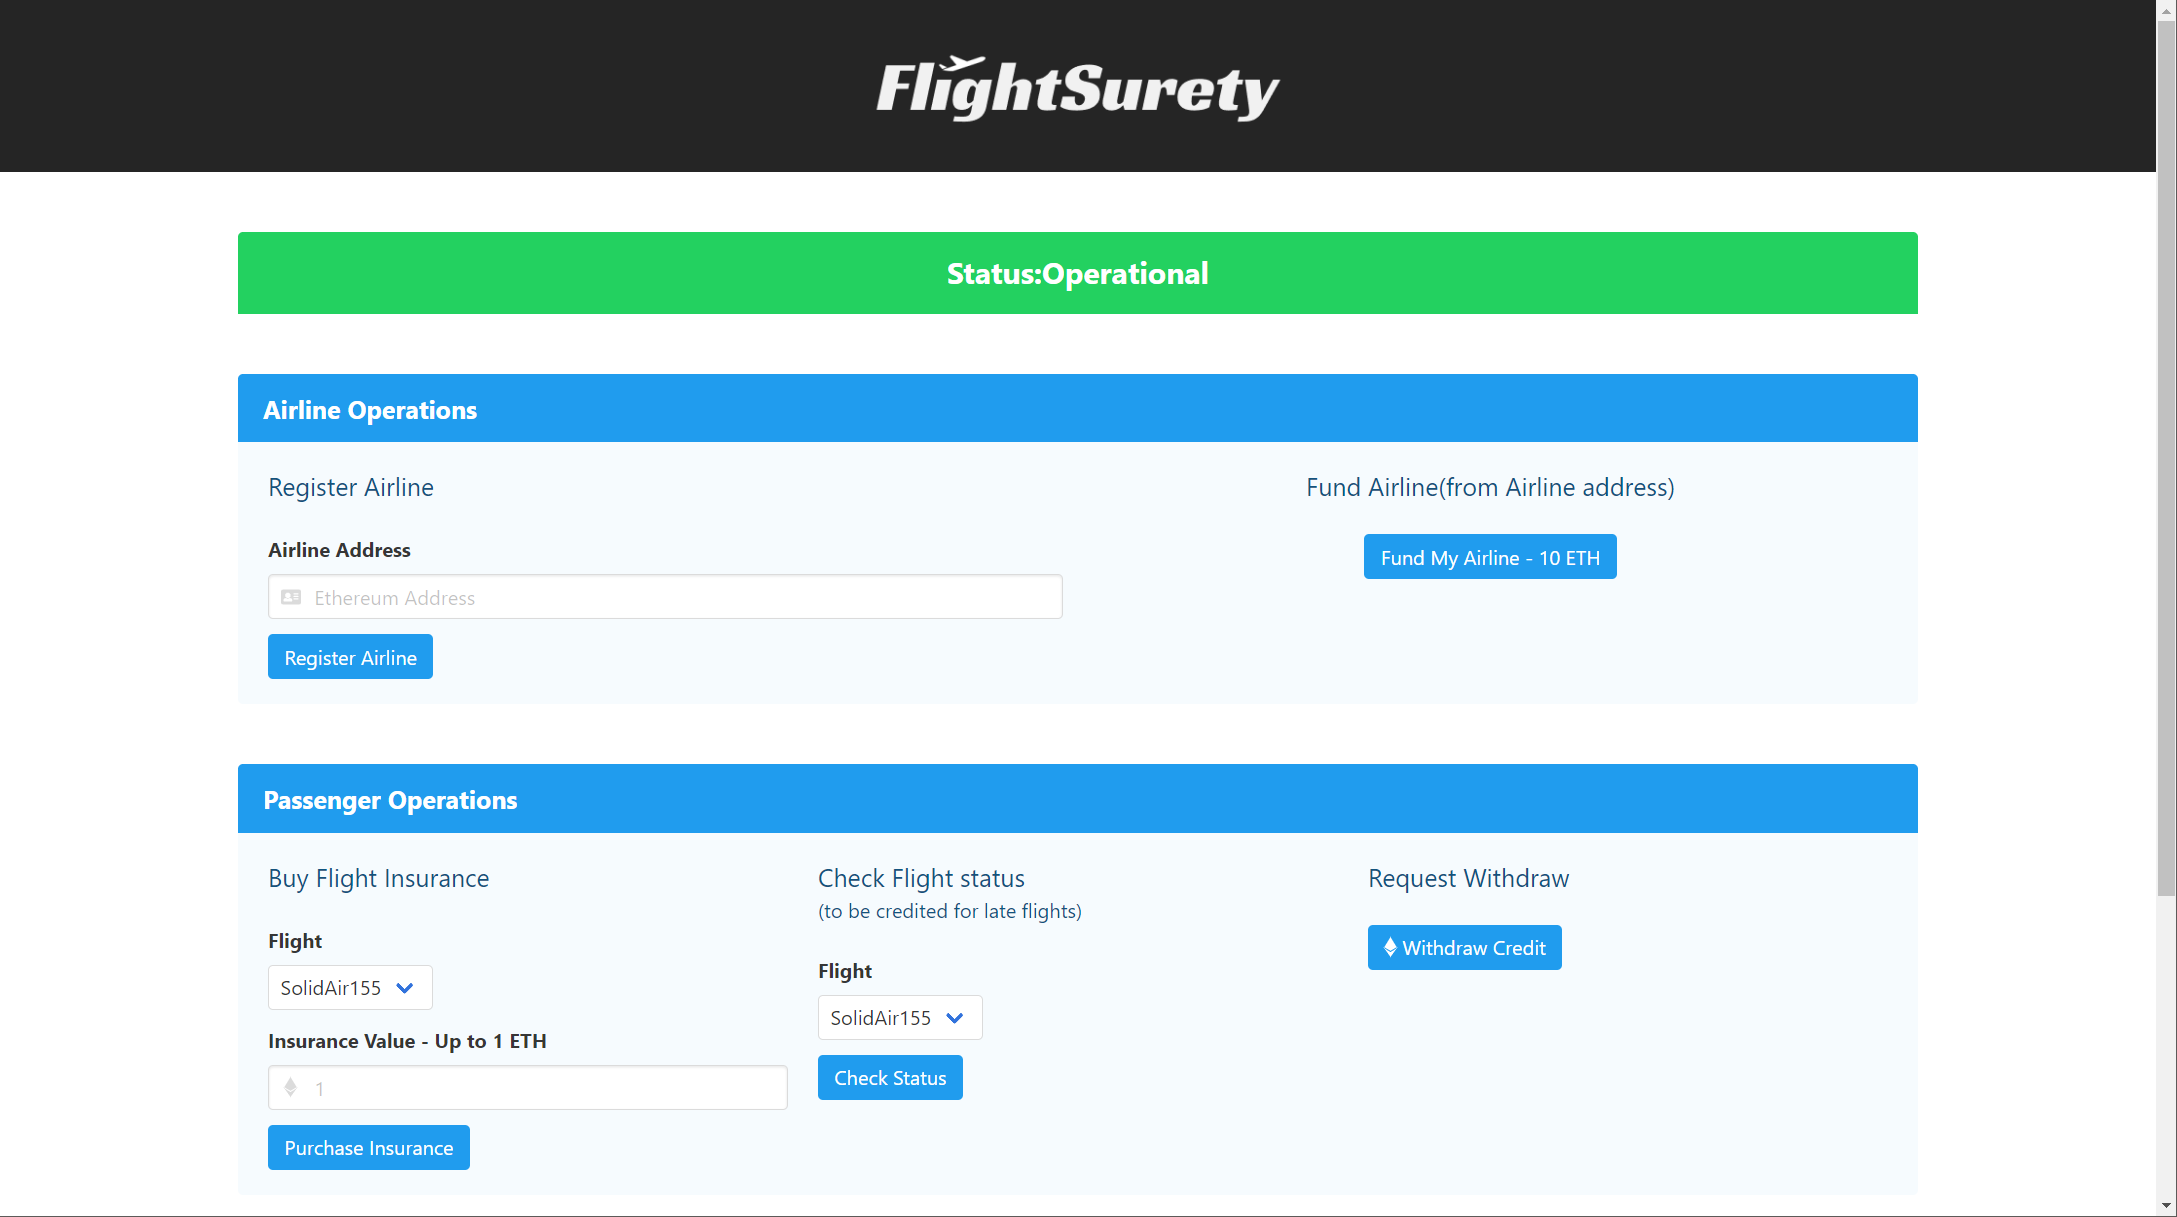 FlightSurety
Status:Operational
Airline Operations
Register Airline
Airline Address
Ethereum Address
Register Airline
Fund Airline(from Airline address)
Fund My Airline - 10 ETH
Passenger Operations
Buy Flight Insurance
Flight
SolidAir155
Insurance Value - Up to 1 ETH
1
Purchase Insurance
Check Flight status
(to be credited for late flights)
Flight
SolidAir155
Check Status
Request Withdraw
Withdraw Credit